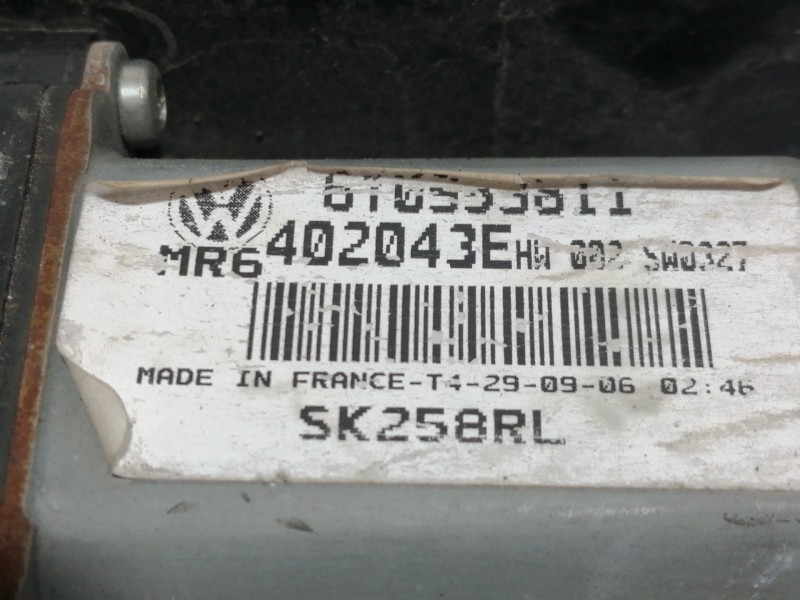 MR6 402043E HW 002 SW0327
MADE IN FRANCE-T4-29-09-06 02:46
SK258RL